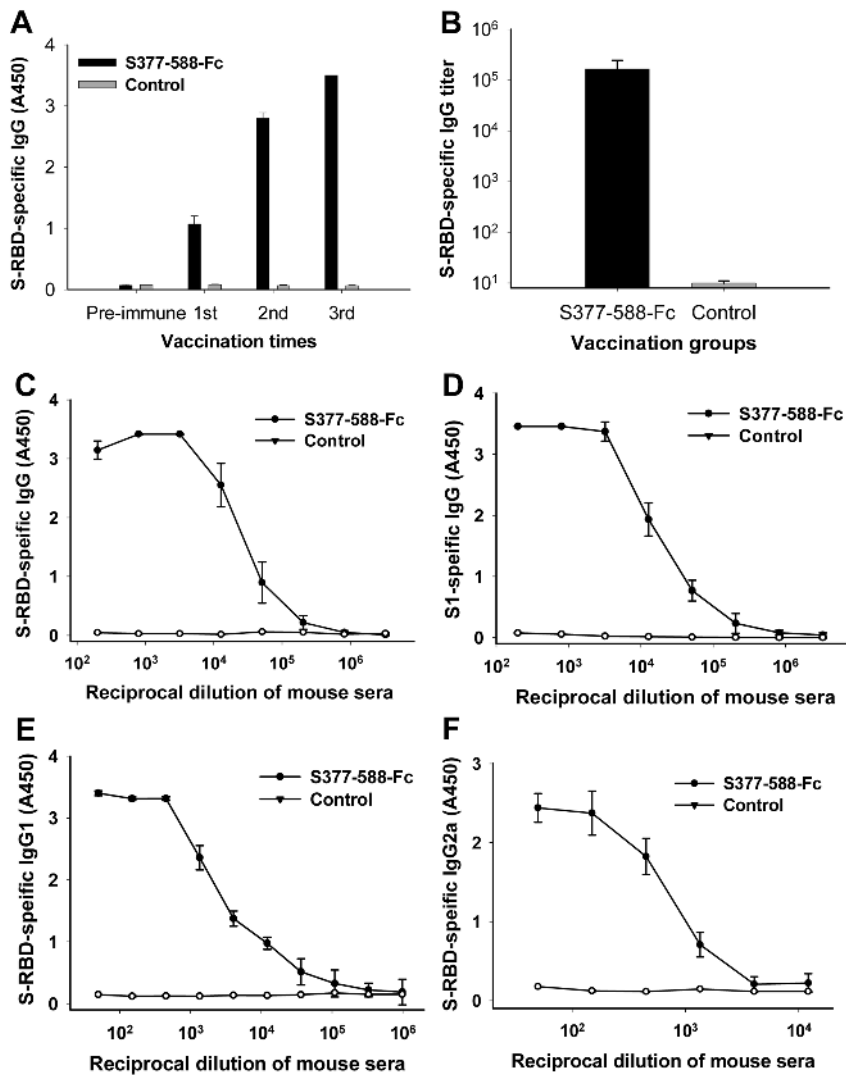 A
S-RBD-specific IgG (A450)
4
3
2
1
0
S377-588-Fc
Control
Pre-immune 1st 2nd 3rd
Vaccination times
B
S-RBD-specific IgG titer
10⁶
10⁵
10⁴
10³
10²
10¹
S377-588-Fc Control
Vaccination groups
C
S-RBD-speific IgG (A450)
4
3
2
1
0
S377-588-Fc
Control
10² 10³ 10⁴ 10⁵ 10⁶
Reciprocal dilution of mouse sera
D
S1-speific IgG (A450)
4
3
2
1
0
S377-588-Fc
Control
10² 10³ 10⁴ 10⁵ 10⁶
Reciprocal dilution of mouse sera
E
S-RBD-speific IgG1 (A450)
4
3
2
1
0
S377-588-Fc
Control
10² 10³ 10⁴ 10⁵ 10⁶
Reciprocal dilution of mouse sera
F
S-RBD-speific IgG2a (A450)
3
2
1
0
S377-588-Fc
Control
10² 10³ 10⁴
Reciprocal dilution of mouse sera